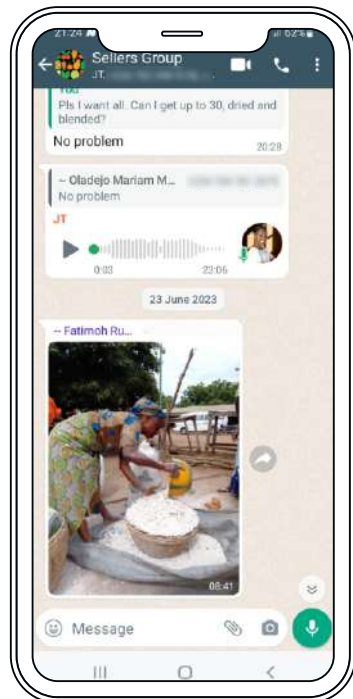 21:24
62%
Sellers Group
JT.
You
Pls I want all. Can I get up to 30, dried and
blended?
No problem
20:28
~ Oladejo Mariam M...
No problem
JT
0:03
23:06
23 June 2023
~ Fatimoh Ru...
08:41
Message